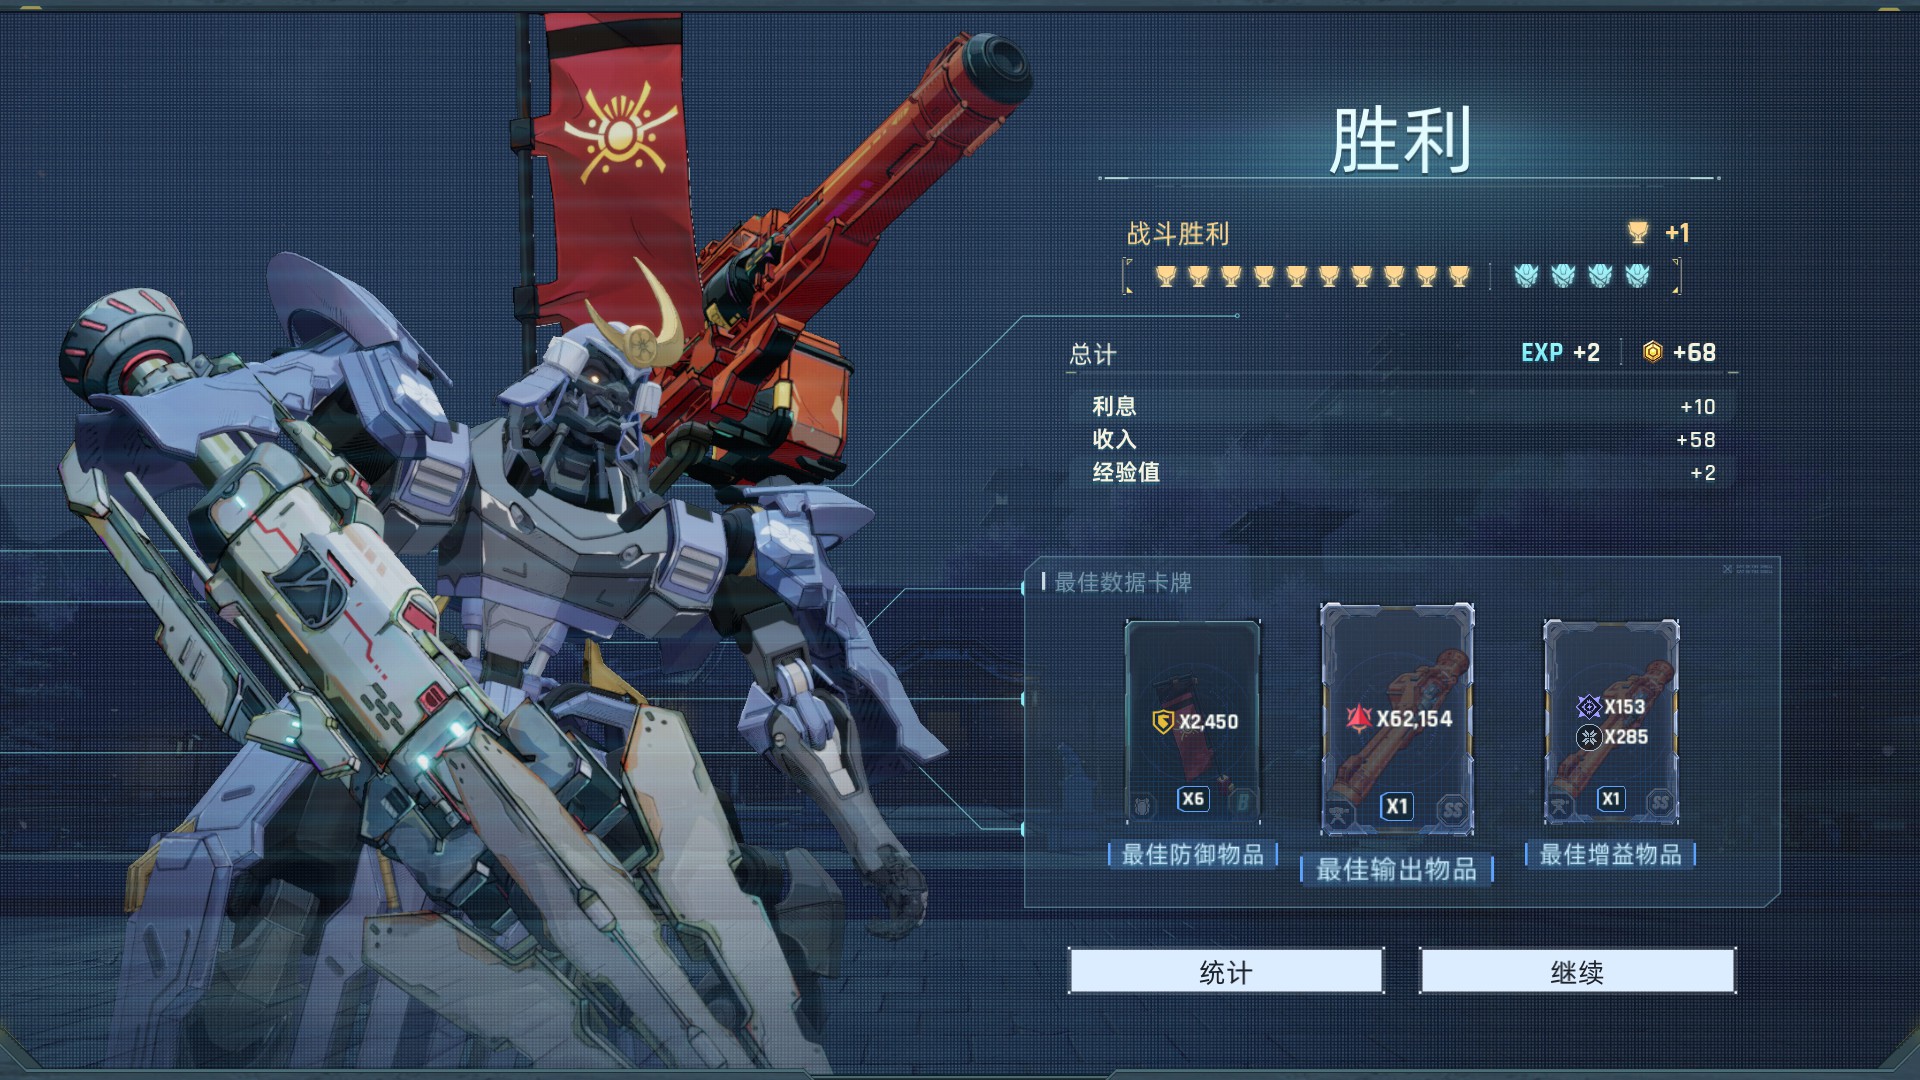 胜利
战斗胜利 +1
总计 EXP +2 +68
利息 +10
收入 +58
经验值 +2
最佳数据卡牌
X2,450
X6
B
最佳防御物品
X62,154
X1
SS
最佳输出物品
X153
X285
X1
SS
最佳增益物品
统计
继续